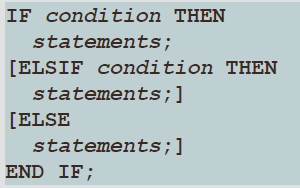 IF condition THEN
statements;
[ELSIF condition THEN
statements;]
[ELSE
statements;]
END IF;